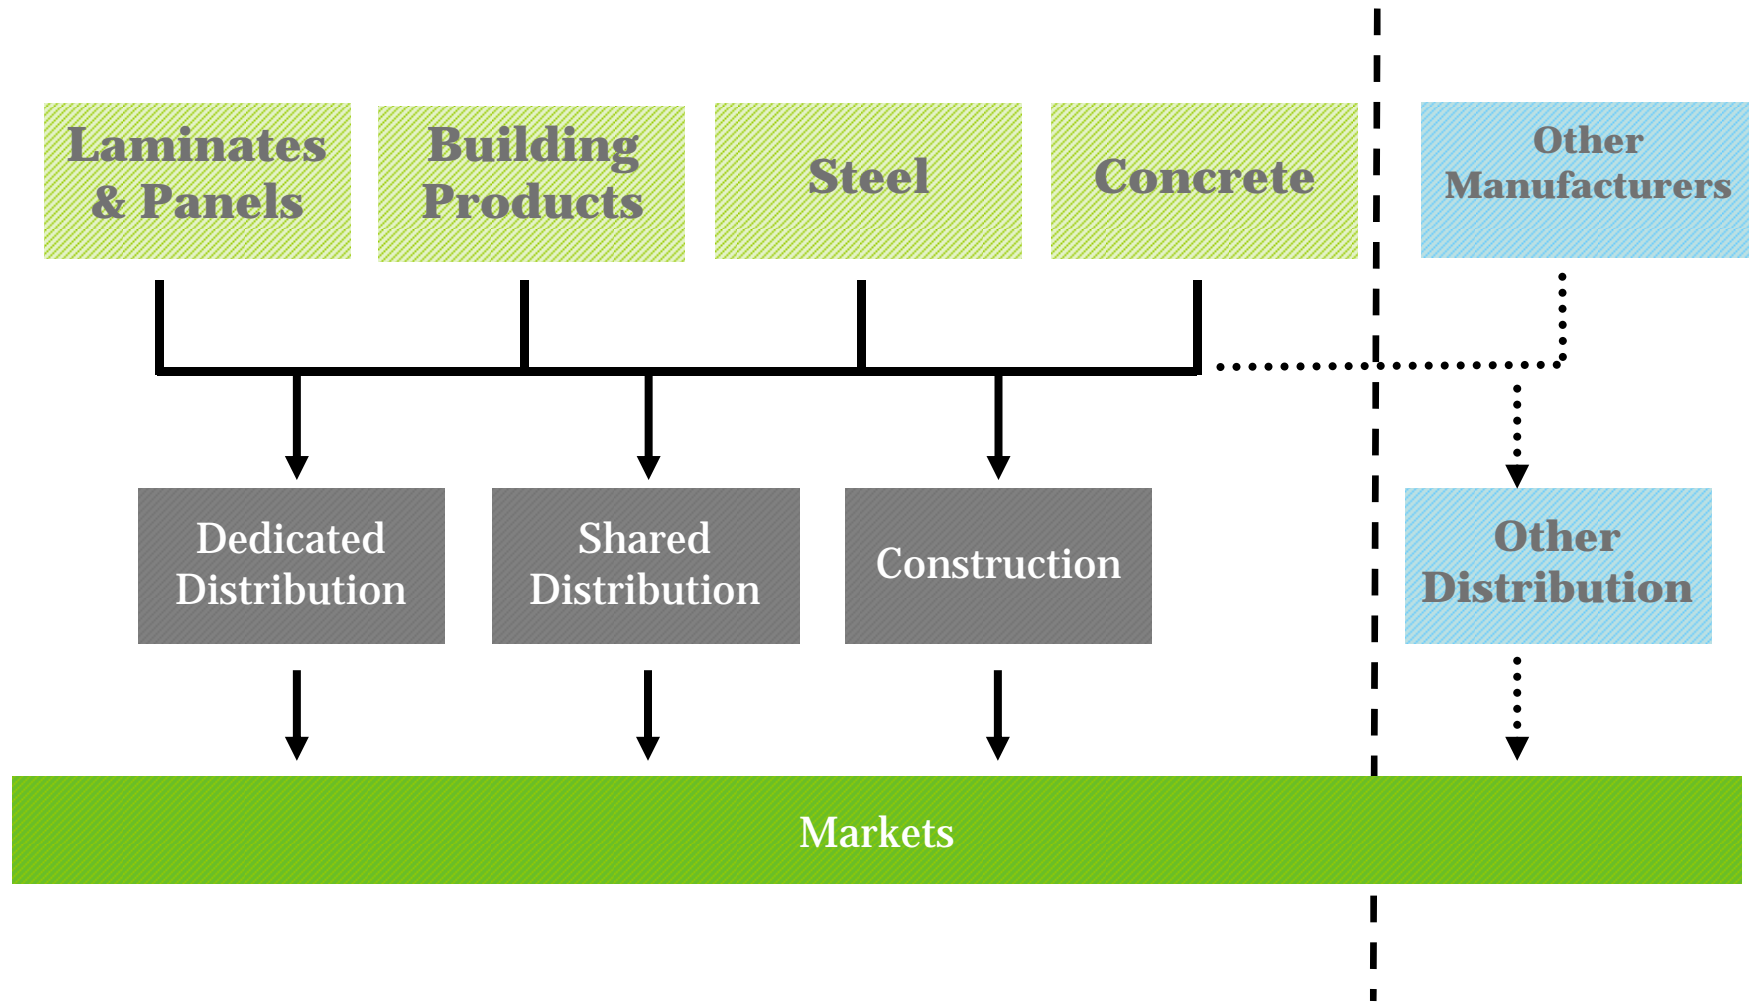 Laminates
& Panels
Building
Products
Steel
Concrete
Other
Manufacturers
Dedicated
Distribution
Shared
Distribution
Construction
Other
Distribution
Markets